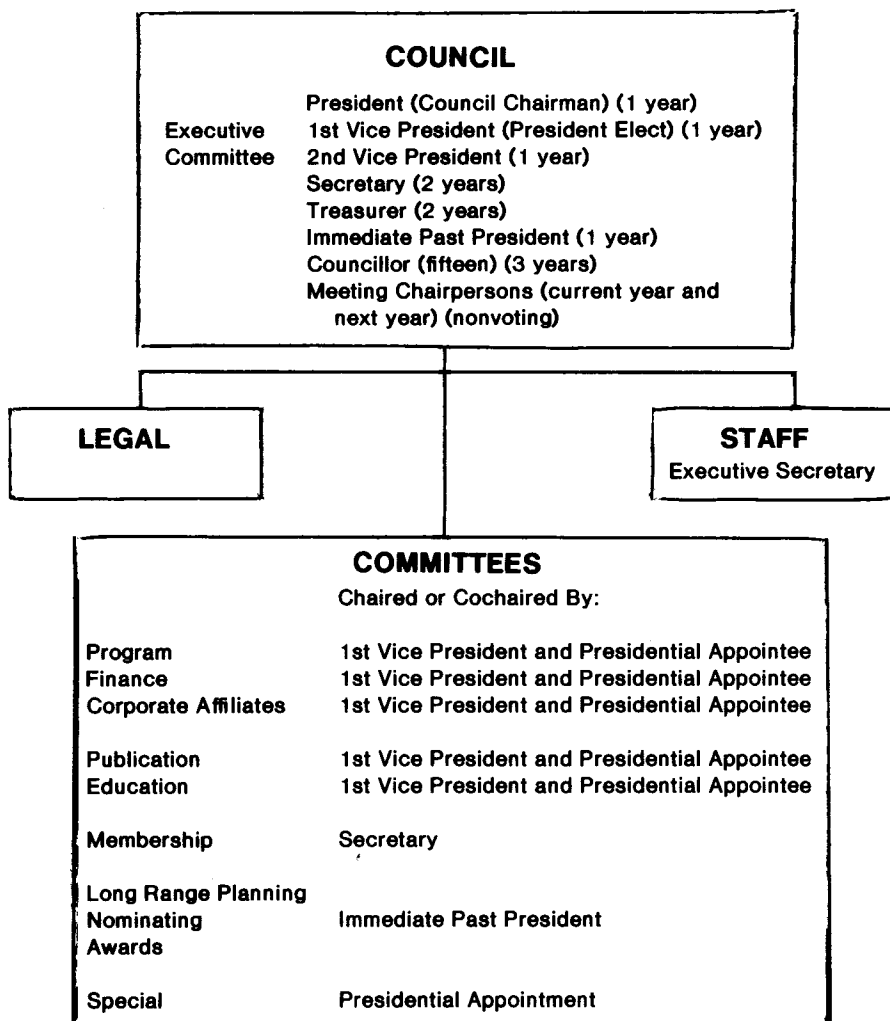 COUNCIL
President (Council Chairman) (1 year)
Executive 1st Vice President (President Elect) (1 year)
Committee 2nd Vice President (1 year)
Secretary (2 years)
Treasurer (2 years)
Immediate Past President (1 year)
Councillor (fifteen) (3 years)
Meeting Chairpersons (current year and
next year) (nonvoting)
LEGAL
STAFF
Executive Secretary
COMMITTEES
Chaired or Cochaired By:
Program 1st Vice President and Presidential Appointee
Finance 1st Vice President and Presidential Appointee
Corporate Affiliates 1st Vice President and Presidential Appointee
Publication 1st Vice President and Presidential Appointee
Education 1st Vice President and Presidential Appointee
Membership Secretary
Long Range Planning
Nominating Immediate Past President
Awards
Special Presidential Appointment